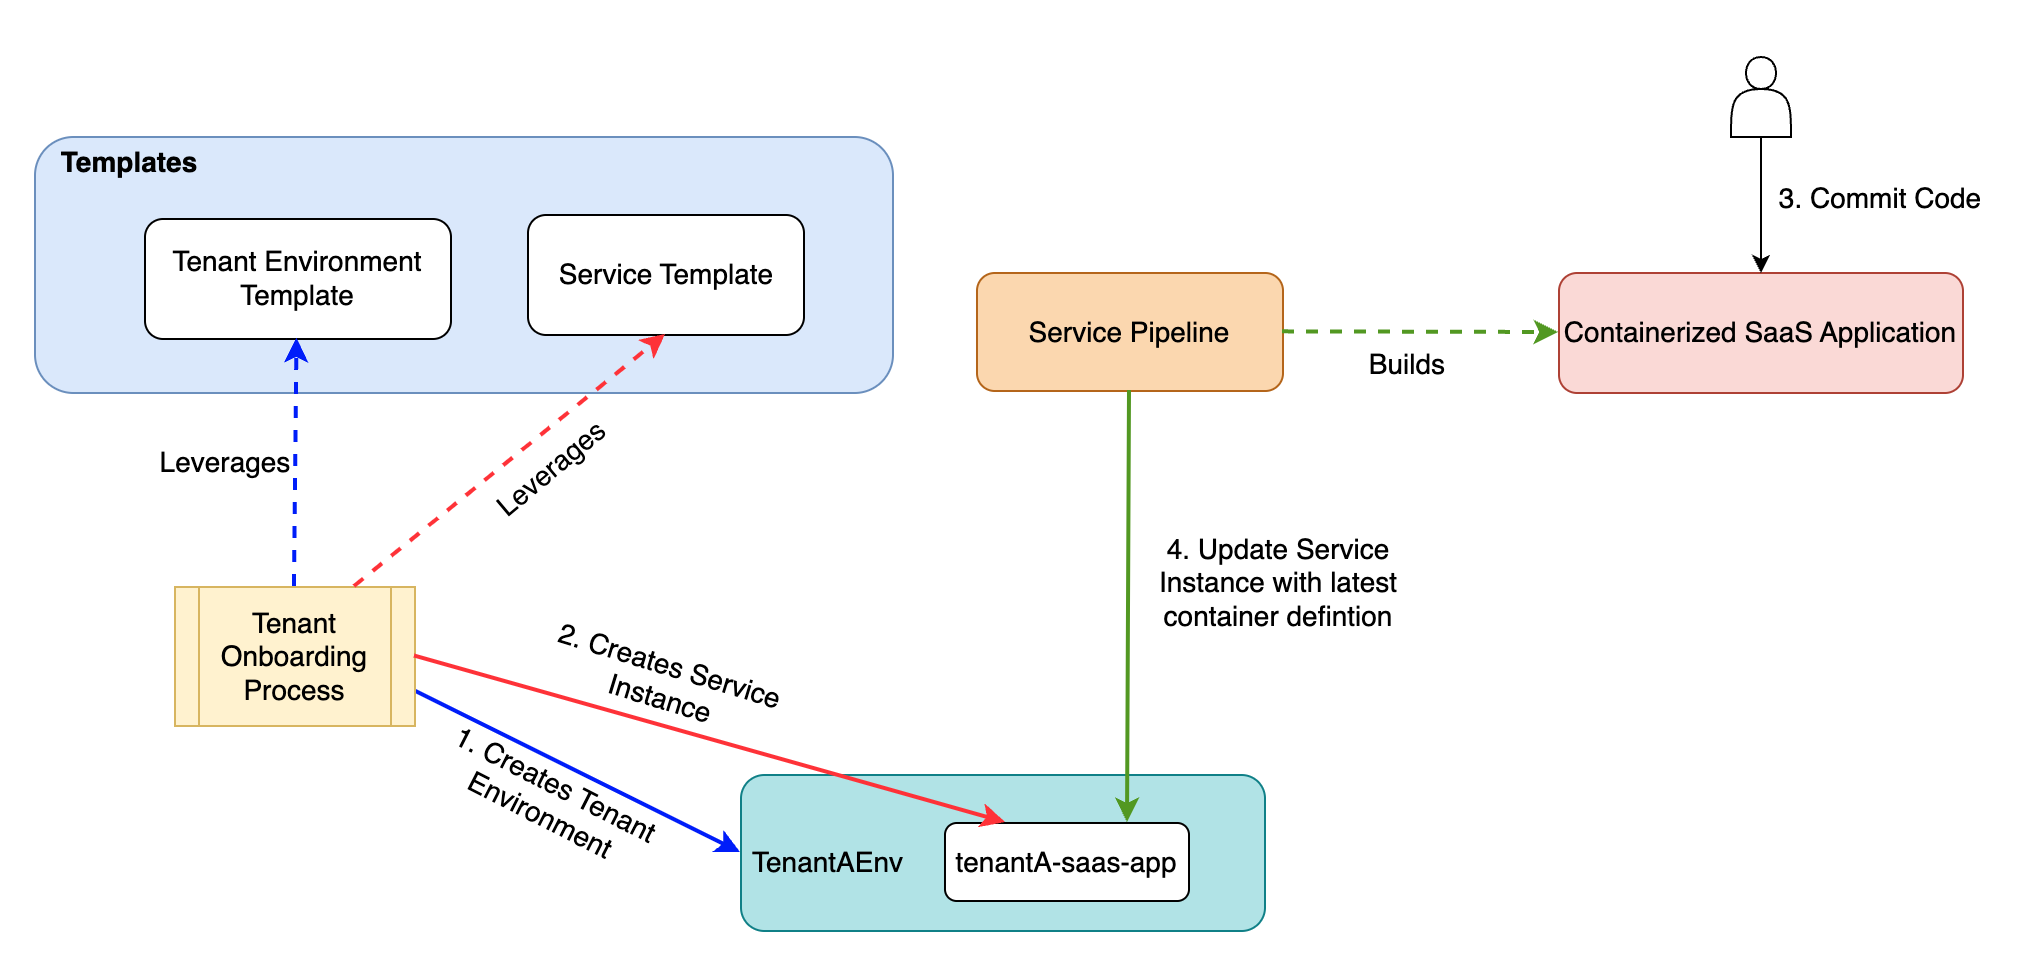 Templates
Tenant Environment
Template
Service Template
3. Commit Code
Service Pipeline
Builds
Containerized SaaS Application
Leverages
Leverages
Tenant
Onboarding
Process
4. Update Service
Instance with latest
container defintion
2. Creates Service
Instance
1. Creates Tenant
Environment
TenantAEnv
tenantA-saas-app